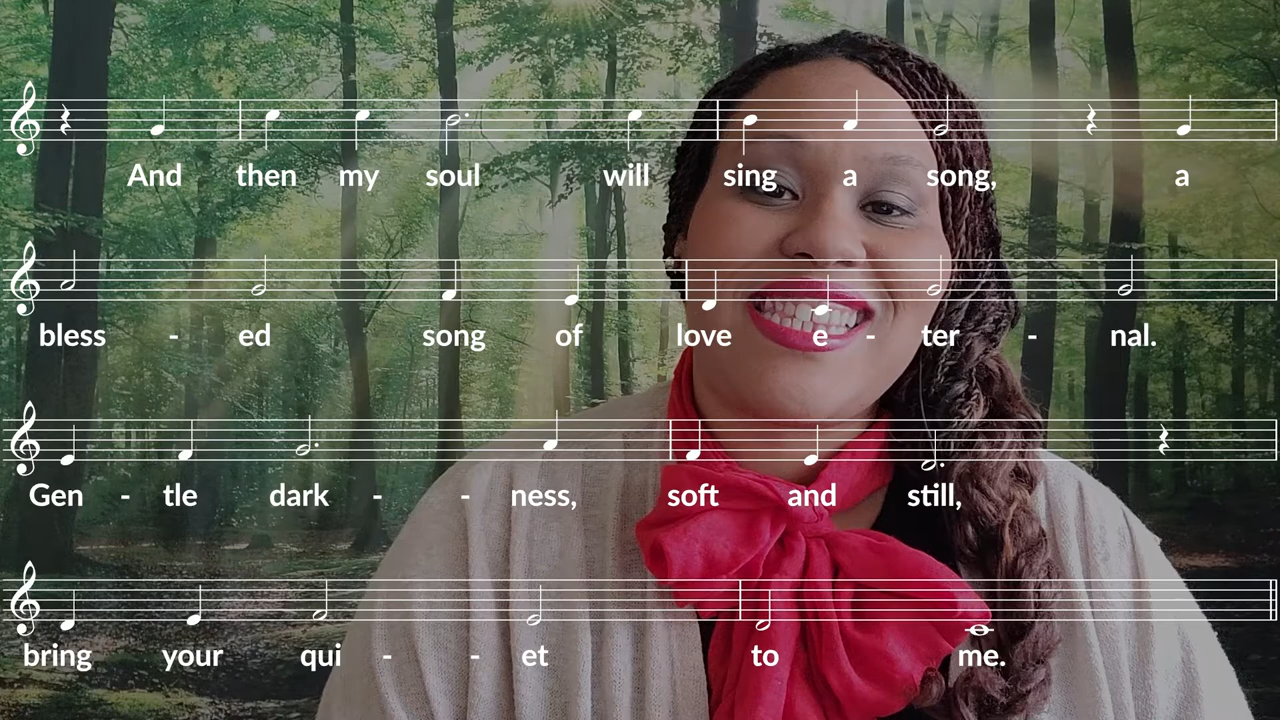 And then my soul will sing a song, a
bless - ed song of love e - ter - nal.
Gen - tle dark - - ness, soft and still,
bring your qui - - et to me.